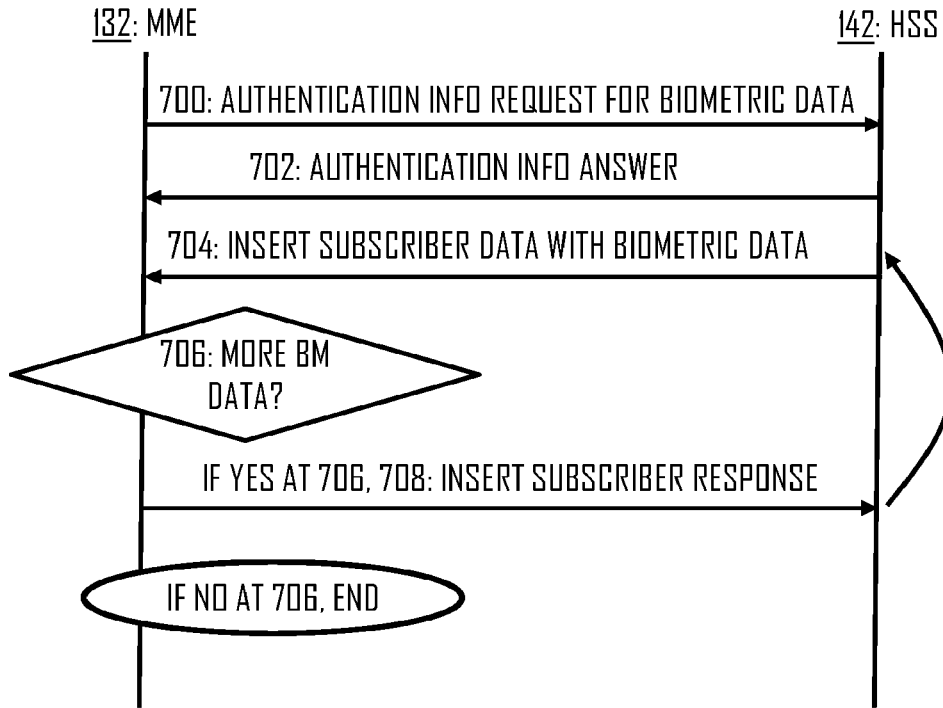 132: MME
142: HSS
700: AUTHENTICATION INFO REQUEST FOR BIOMETRIC DATA
702: AUTHENTICATION INFO ANSWER
704: INSERT SUBSCRIBER DATA WITH BIOMETRIC DATA
706: MORE BM
DATA?
IF YES AT 706, 708: INSERT SUBSCRIBER RESPONSE
IF NO AT 706, END